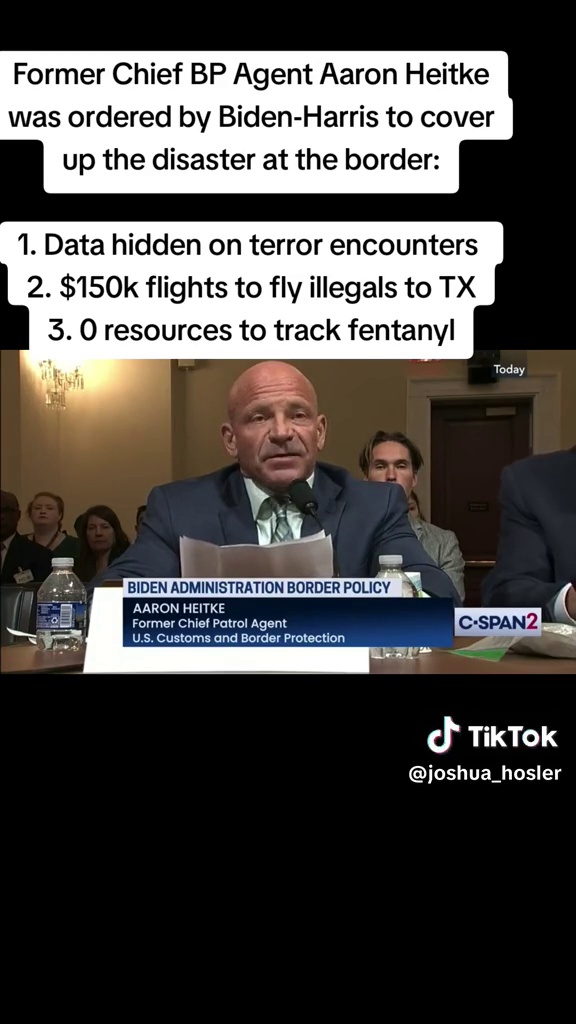 Former Chief BP Agent Aaron Heitke
was ordered by Biden-Harris to cover
up the disaster at the border:
1. Data hidden on terror encounters
2. $150k flights to fly illegals to TX
3. 0 resources to track fentanyl
Today
BIDEN ADMINISTRATION BORDER POLICY
AARON HEITKE
Former Chief Patrol Agent
U.S. Customs and Border Protection
C-SPAN2
TikTok
@joshua_hosler